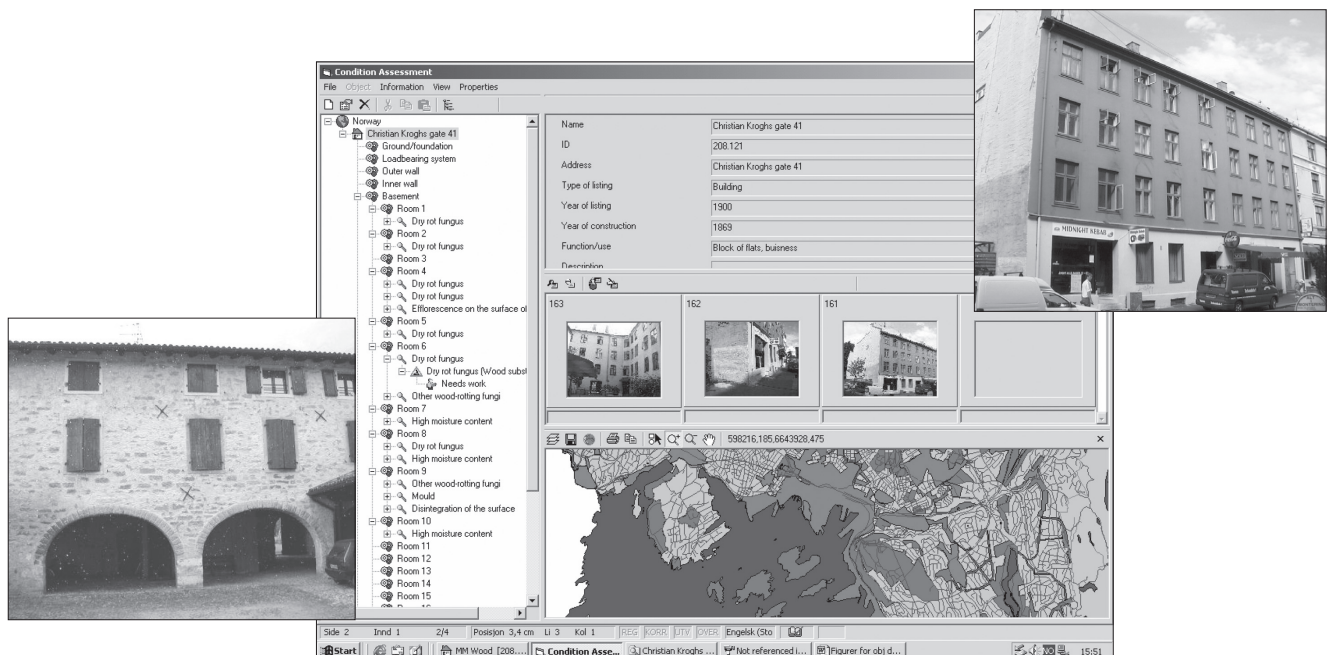 Condition Assessment
File Object Information View Properties
Norway
Christian Kroghs gate 41
Ground/foundation
Loadbearing system
Outer wall
Inner wall
Basement
Room 1
Dry rot fungus
Room 2
Dry rot fungus
Room 3
Room 4
Dry rot fungus
Dry rot fungus
Efflorescence on the surface of
Room 5
Dry rot fungus
Room 6
Dry rot fungus
Dry rot fungus (Wood subst
Needs work
Other wood-rotting fungi
Room 7
High moisture content
Room 8
Dry rot fungus
High moisture content
Room 9
Other wood-rotting fungi
Mould
Disintegration of the surface
Room 10
High moisture content
Room 11
Room 12
Room 13
Room 14
Room 15
Name Christian Kroghs gate 41
ID 208.121
Address Christian Kroghs gate 41
Type of listing Building
Year of listing 1900
Year of construction 1869
Function/use Block of flats, buisness
Description
163 162 161
598216,185,6643928,475
MIDNIGHT KEBAB
Side 2 Innd 1 2/4 Posisjon 3,4 cm Li 3 Kol 1 REG KORR UTV OVER Engelsk (Sto
Start MM Wood [208.... Condition Asse... Christian Kroghs ... Not referenced i... Figurer for obj d... 15:51